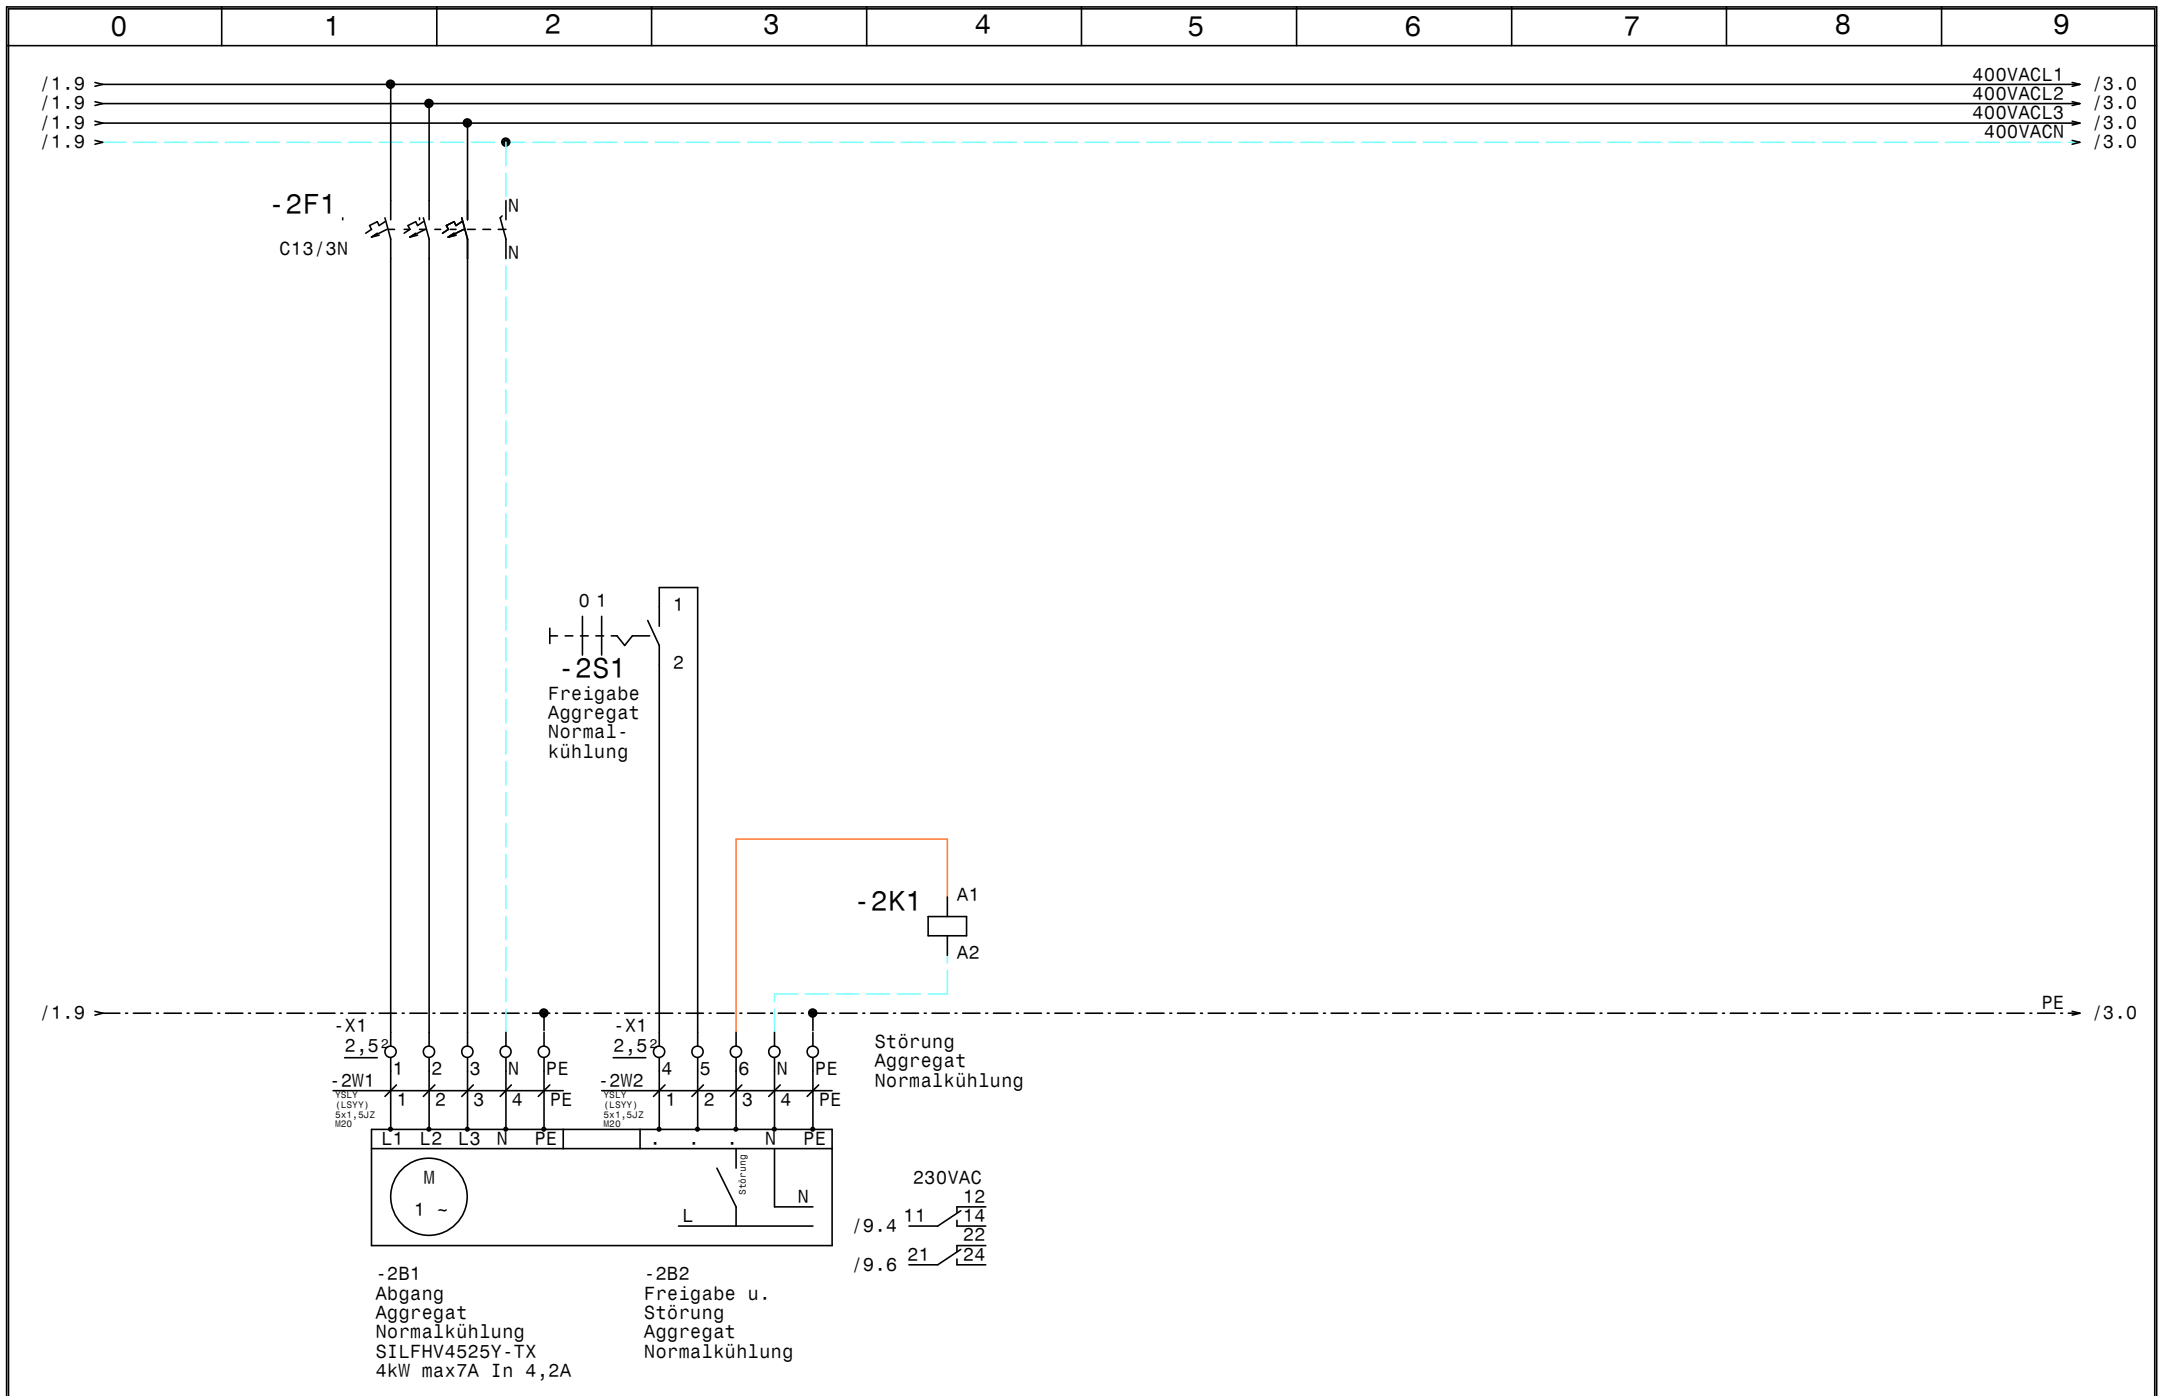 0 1 2 3 4 5 6 7 8 9
/1.9 400VACL1 /3.0
/1.9 400VACL2 /3.0
/1.9 400VACL3 /3.0
/1.9 400VACN /3.0
-2F1 N
C13/3N N
0 1 1
2
-2S1
Freigabe
Aggregat
Normal-
kühlung
-2K1 A1
A2
/1.9 PE /3.0
-X1 -X1
2,5² 2,5²
1 2 3 N PE 4 5 6 N PE
Störung
Aggregat
Normalkühlung
-2W1 -2W2
1 2 3 4 PE 1 2 3 4 PE
YSLY
(LSYY)
5x1,5JZ
M20
YSLY
(LSYY)
5x1,5JZ
M20
L1 L2 L3 N PE . . . N PE
M
1 ~
Störung
L N
230VAC
12
/9.4 11 14
22
/9.6 21 24
-2B1
Abgang
Aggregat
Normalkühlung
SILFHV4525Y-TX
4kW max7A In 4,2A
-2B2
Freigabe u.
Störung
Aggregat
Normalkühlung